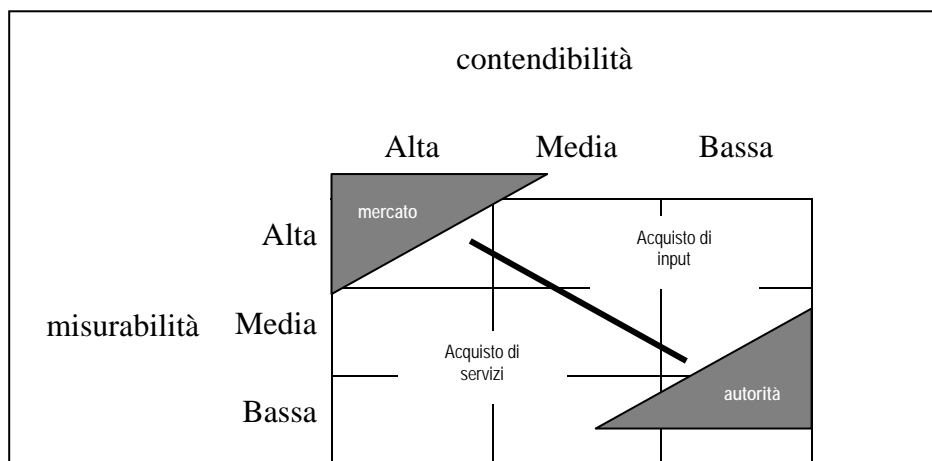 contendibilità
Alta Media Bassa
mercato
Alta
Acquisto di
input
misurabilità
Media
Acquisto di
servizi
Bassa
autorità